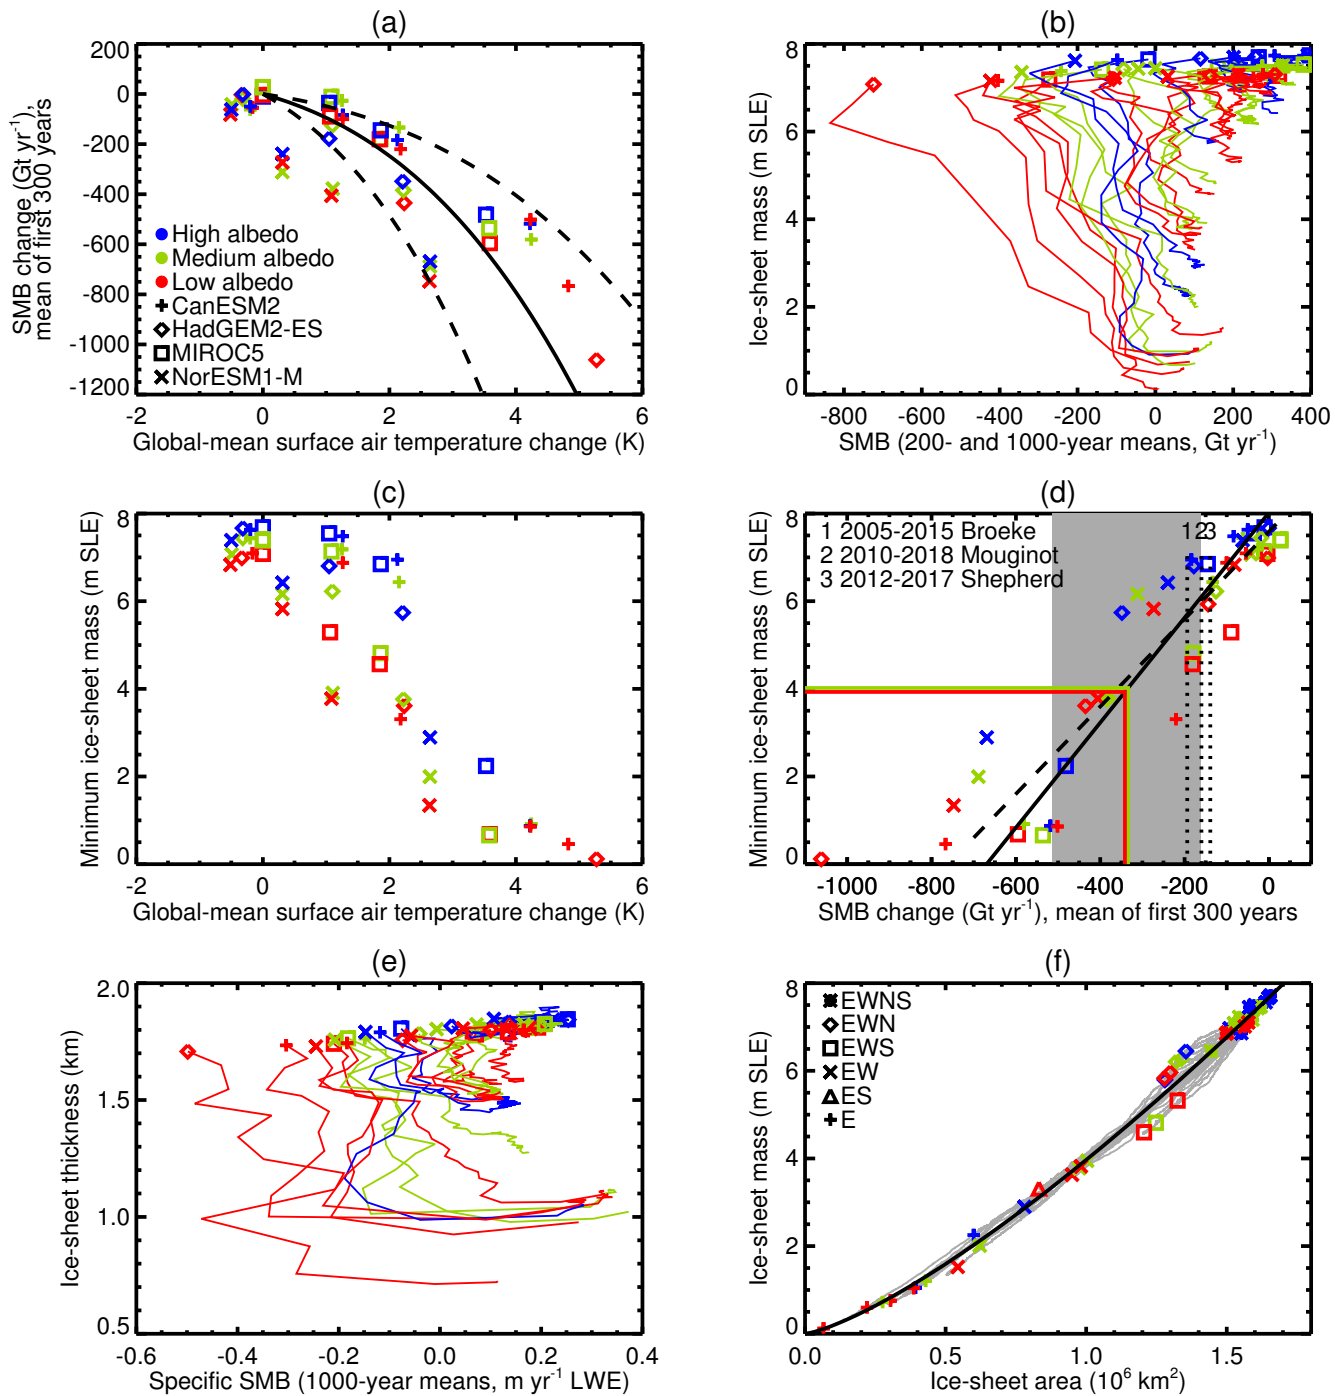 (a)
SMB change (Gt yr-1),
mean of first 300 years
200
0
-200
-400
-600
-800
-1000
-1200
High albedo
Medium albedo
Low albedo
CanESM2
HadGEM2-ES
MIROC5
NorESM1-M
-2 0 2 4 6
Global-mean surface air temperature change (K)
(b)
Ice-sheet mass (m SLE)
8
6
4
2
0
-800 -600 -400 -200 0 200 400
SMB (200- and 1000-year means, Gt yr-1)
(c)
Minimum ice-sheet mass (m SLE)
8
6
4
2
0
-2 0 2 4 6
Global-mean surface air temperature change (K)
(d)
Minimum ice-sheet mass (m SLE)
8
6
4
2
0
1 2005-2015 Broeke
2 2010-2018 Mouginot
3 2012-2017 Shepherd
1 2 3
-1000 -800 -600 -400 -200 0
SMB change (Gt yr-1), mean of first 300 years
(e)
Ice-sheet thickness (km)
2.0
1.5
1.0
0.5
-0.6 -0.4 -0.2 0.0 0.2 0.4
Specific SMB (1000-year means, m yr-1 LWE)
(f)
Ice-sheet mass (m SLE)
8
6
4
2
0
EWNS
EWN
EWS
EW
ES
E
0.0 0.5 1.0 1.5
Ice-sheet area (10^6 km^2)